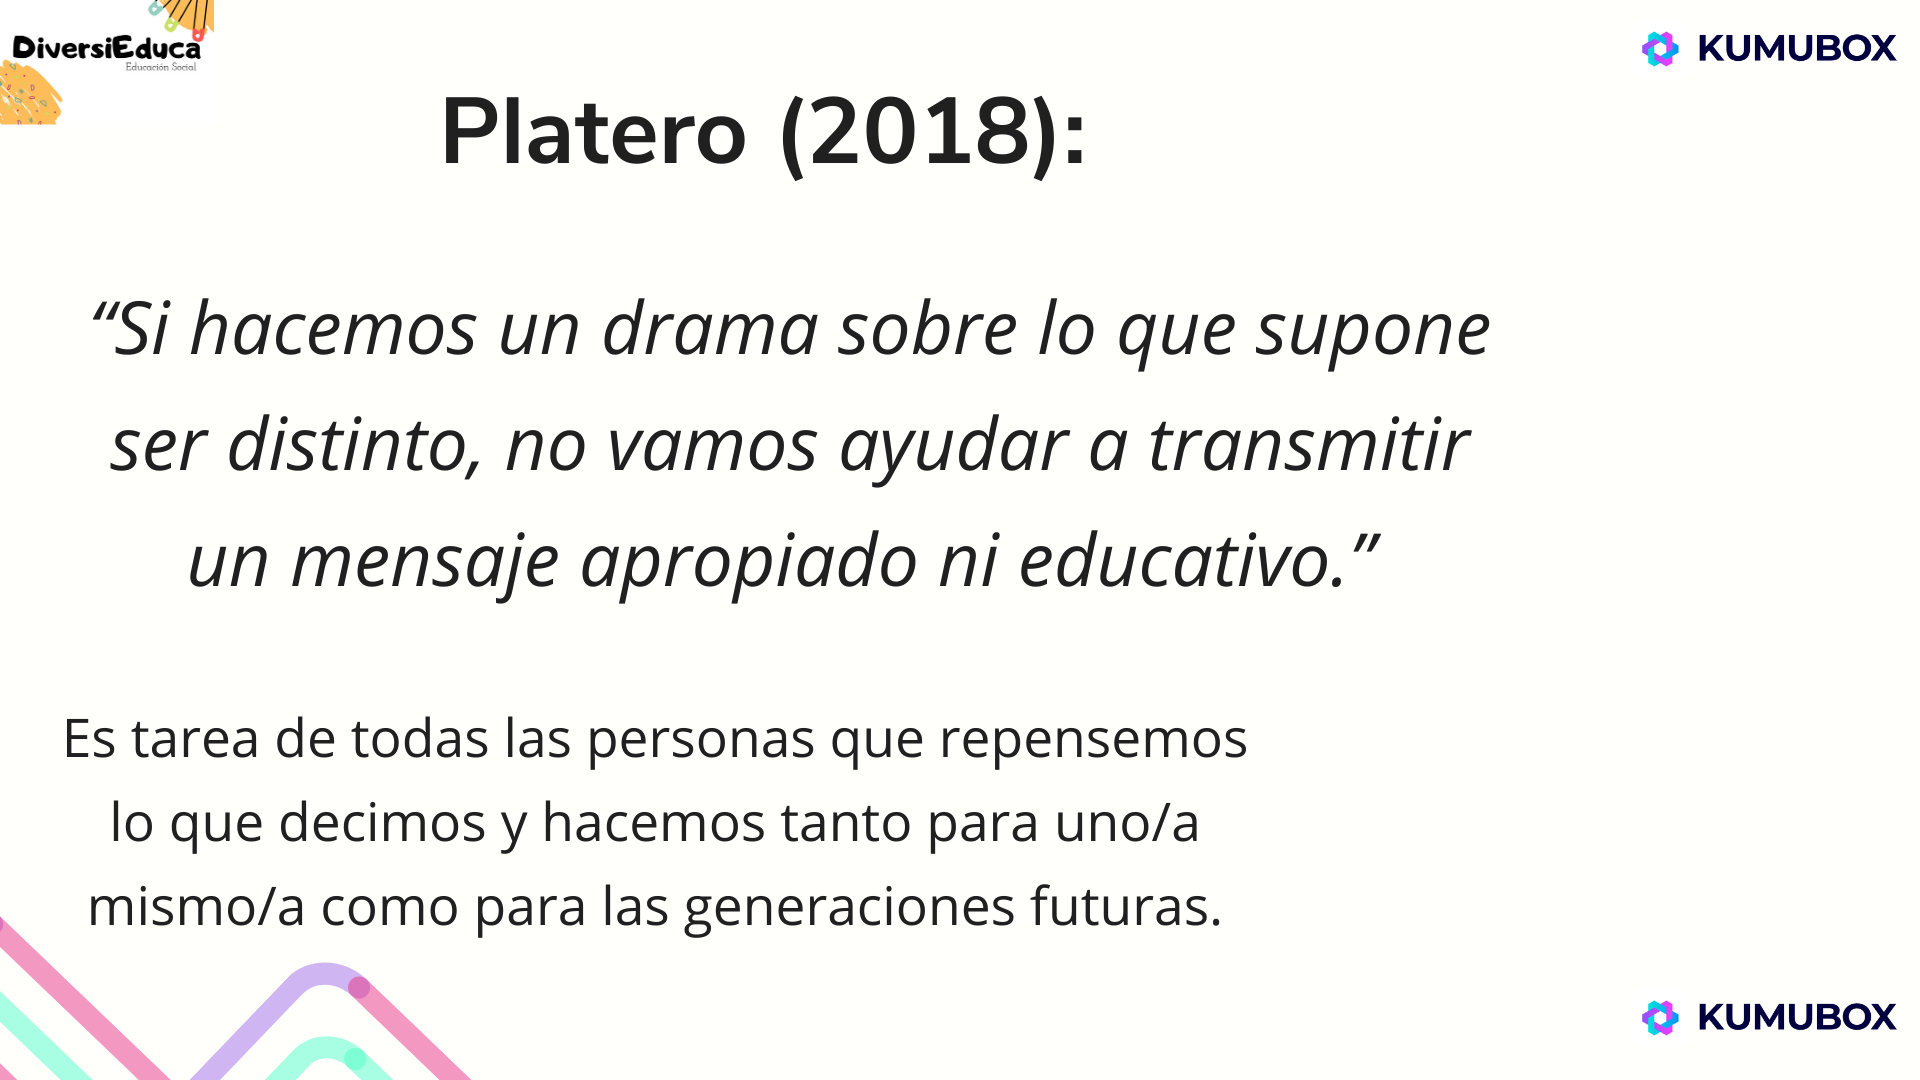 DiversiEduca
Educación Social
KUMUBOX
Platero (2018):
“Si hacemos un drama sobre lo que supone
ser distinto, no vamos ayudar a transmitir
un mensaje apropiado ni educativo.”
Es tarea de todas las personas que repensemos
lo que decimos y hacemos tanto para uno/a
mismo/a como para las generaciones futuras.
KUMUBOX